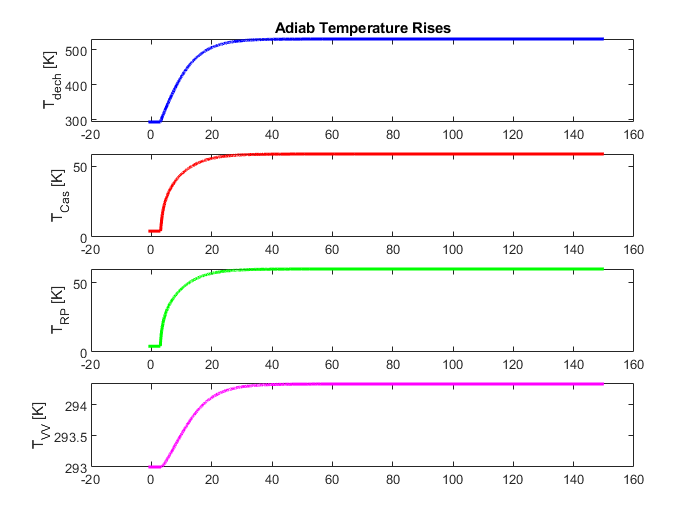 Adiab Temperature Rises
T_dech [K]
500
400
300
-20 0 20 40 60 80 100 120 140 160
T_Cas [K]
50
0
-20 0 20 40 60 80 100 120 140 160
T_RP [K]
50
0
-20 0 20 40 60 80 100 120 140 160
T_VV [K]
294
293.5
293
-20 0 20 40 60 80 100 120 140 160